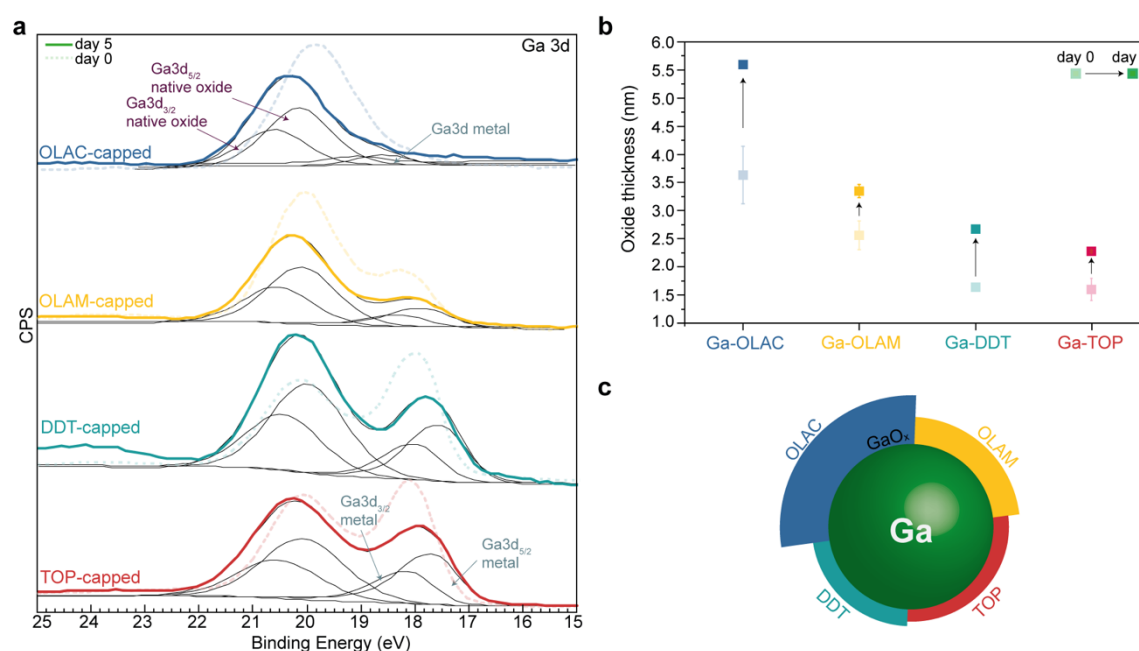 a
day 5
day 0
Ga 3d
Ga3d5/2
native oxide
Ga3d3/2
native oxide
Ga3d metal
OLAC-capped
OLAM-capped
DDT-capped
Ga3d3/2
metal
Ga3d5/2
metal
TOP-capped
CPS
25 24 23 22 21 20 19 18 17 16 15
Binding Energy (eV)
b
6.0
5.5
5.0
4.5
4.0
3.5
3.0
2.5
2.0
1.5
1.0
Oxide thickness (nm)
day 0 day
Ga-OLAC Ga-OLAM Ga-DDT Ga-TOP
c
OLAC
GaOx
OLAM
Ga
DDT
TOP